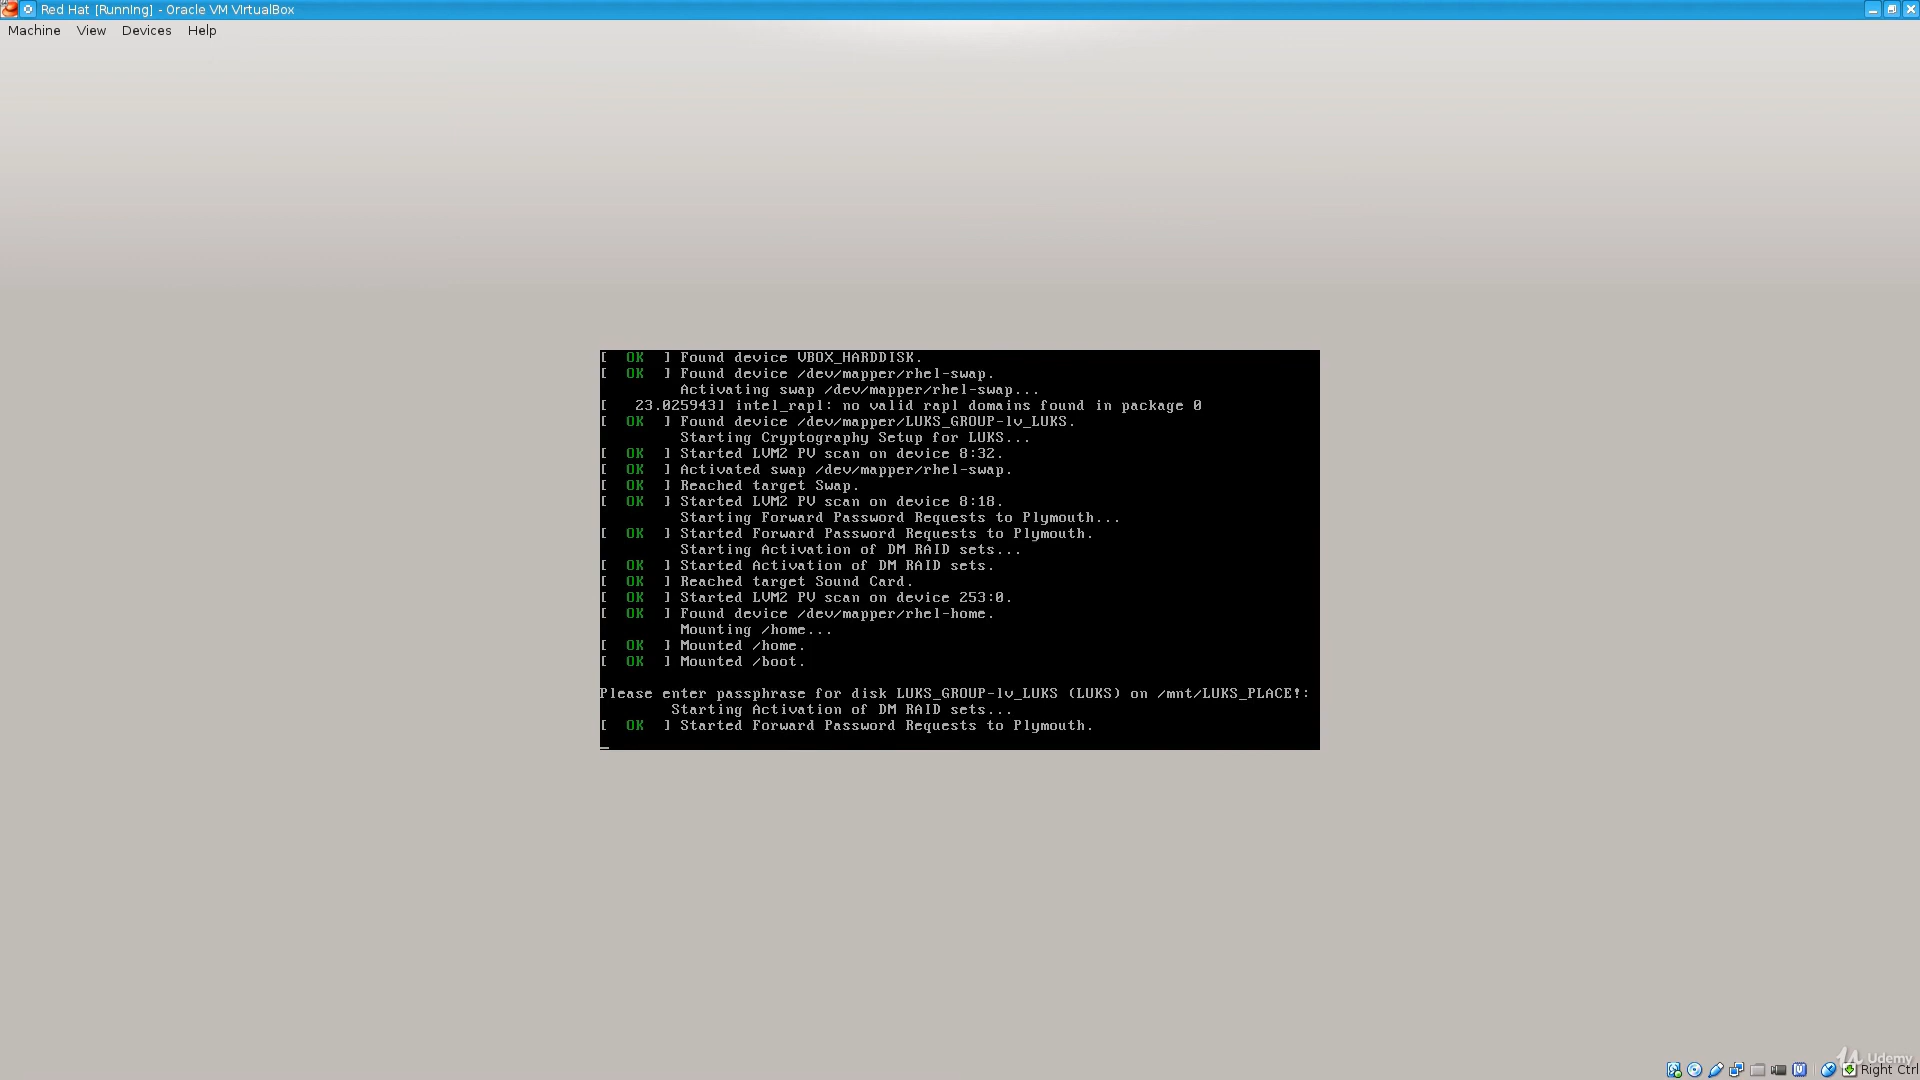 Red Hat [Running] - Oracle VM VirtualBox
Machine View Devices Help
[ OK ] Found device VBOX_HARDDISK.
[ OK ] Found device /dev/mapper/rhel-swap.
Activating swap /dev/mapper/rhel-swap...
[ 23.025943] intel_rapl: no valid rapl domains found in package 0
[ OK ] Found device /dev/mapper/LUKS_GROUP-lv_LUKS.
Starting Cryptography Setup for LUKS...
[ OK ] Started LVM2 PV scan on device 8:32.
[ OK ] Activated swap /dev/mapper/rhel-swap.
[ OK ] Reached target Swap.
[ OK ] Started LVM2 PV scan on device 8:18.
Starting Forward Password Requests to Plymouth...
[ OK ] Started Forward Password Requests to Plymouth.
Starting Activation of DM RAID sets...
[ OK ] Started Activation of DM RAID sets.
[ OK ] Reached target Sound Card.
[ OK ] Started LVM2 PV scan on device 253:0.
[ OK ] Found device /dev/mapper/rhel-home.
Mounting /home...
[ OK ] Mounted /home.
[ OK ] Mounted /boot.
Please enter passphrase for disk LUKS_GROUP-lv_LUKS (LUKS) on /mnt/LUKS_PLACE!:
Starting Activation of DM RAID sets...
[ OK ] Started Forward Password Requests to Plymouth.
Udemy
Right Ctrl